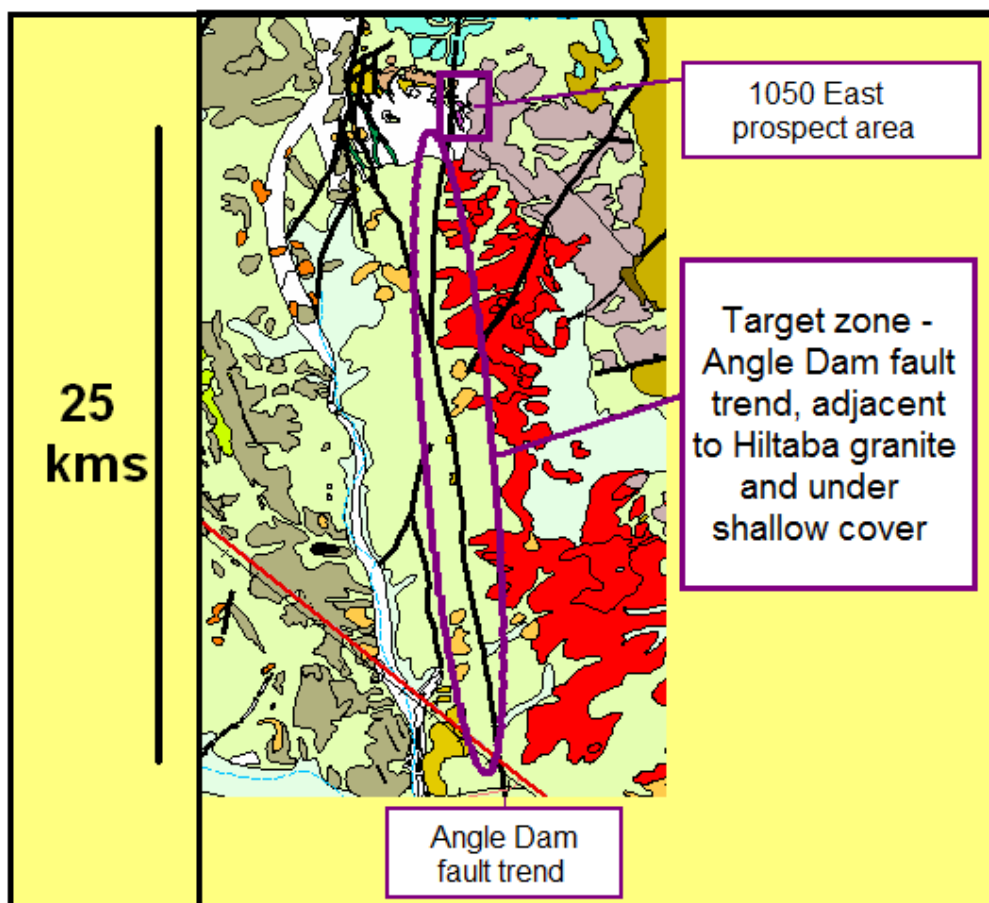 1050 East
prospect area
25
kms
Target zone -
Angle Dam fault
trend, adjacent
to Hiltaba granite
and under
shallow cover
Angle Dam
fault trend